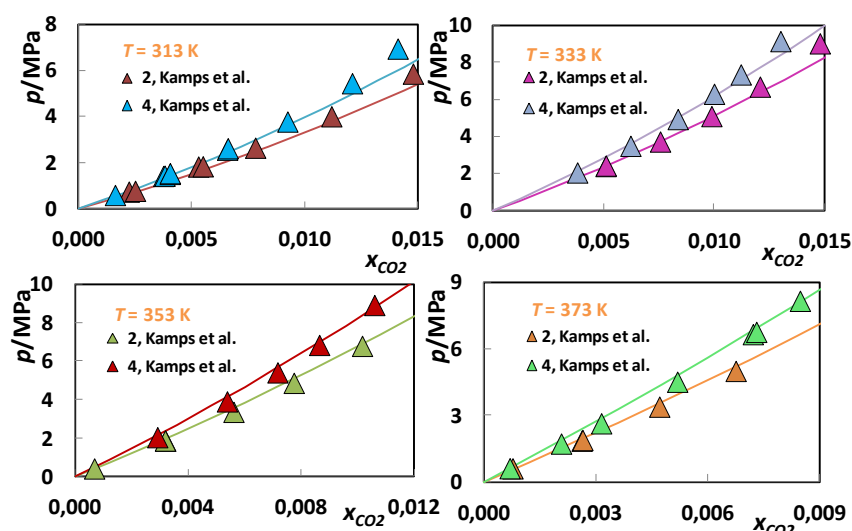 8
6
4
2
0
p/MPa
T = 313 K
2, Kamps et al.
4, Kamps et al.
0,000
0,005
0,010
0,015
xCO2
10
8
6
4
2
0
p/MPa
T = 333 K
2, Kamps et al.
4, Kamps et al.
0,000
0,005
0,010
0,015
xCO2
10
8
6
4
2
0
p/MPa
T = 353 K
2, Kamps et al.
4, Kamps et al.
0,000
0,004
0,008
0,012
xCO2
9
6
3
0
p/MPa
T = 373 K
2, Kamps et al.
4, Kamps et al.
0,000
0,003
0,006
0,009
xCO2